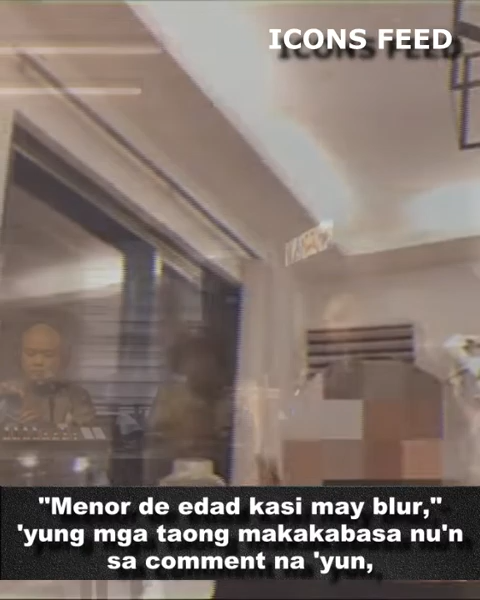 ICONS FEED
"Menor de edad kasi may blur,"
'yung mga taong makakabasa nu'n
sa comment na 'yun,